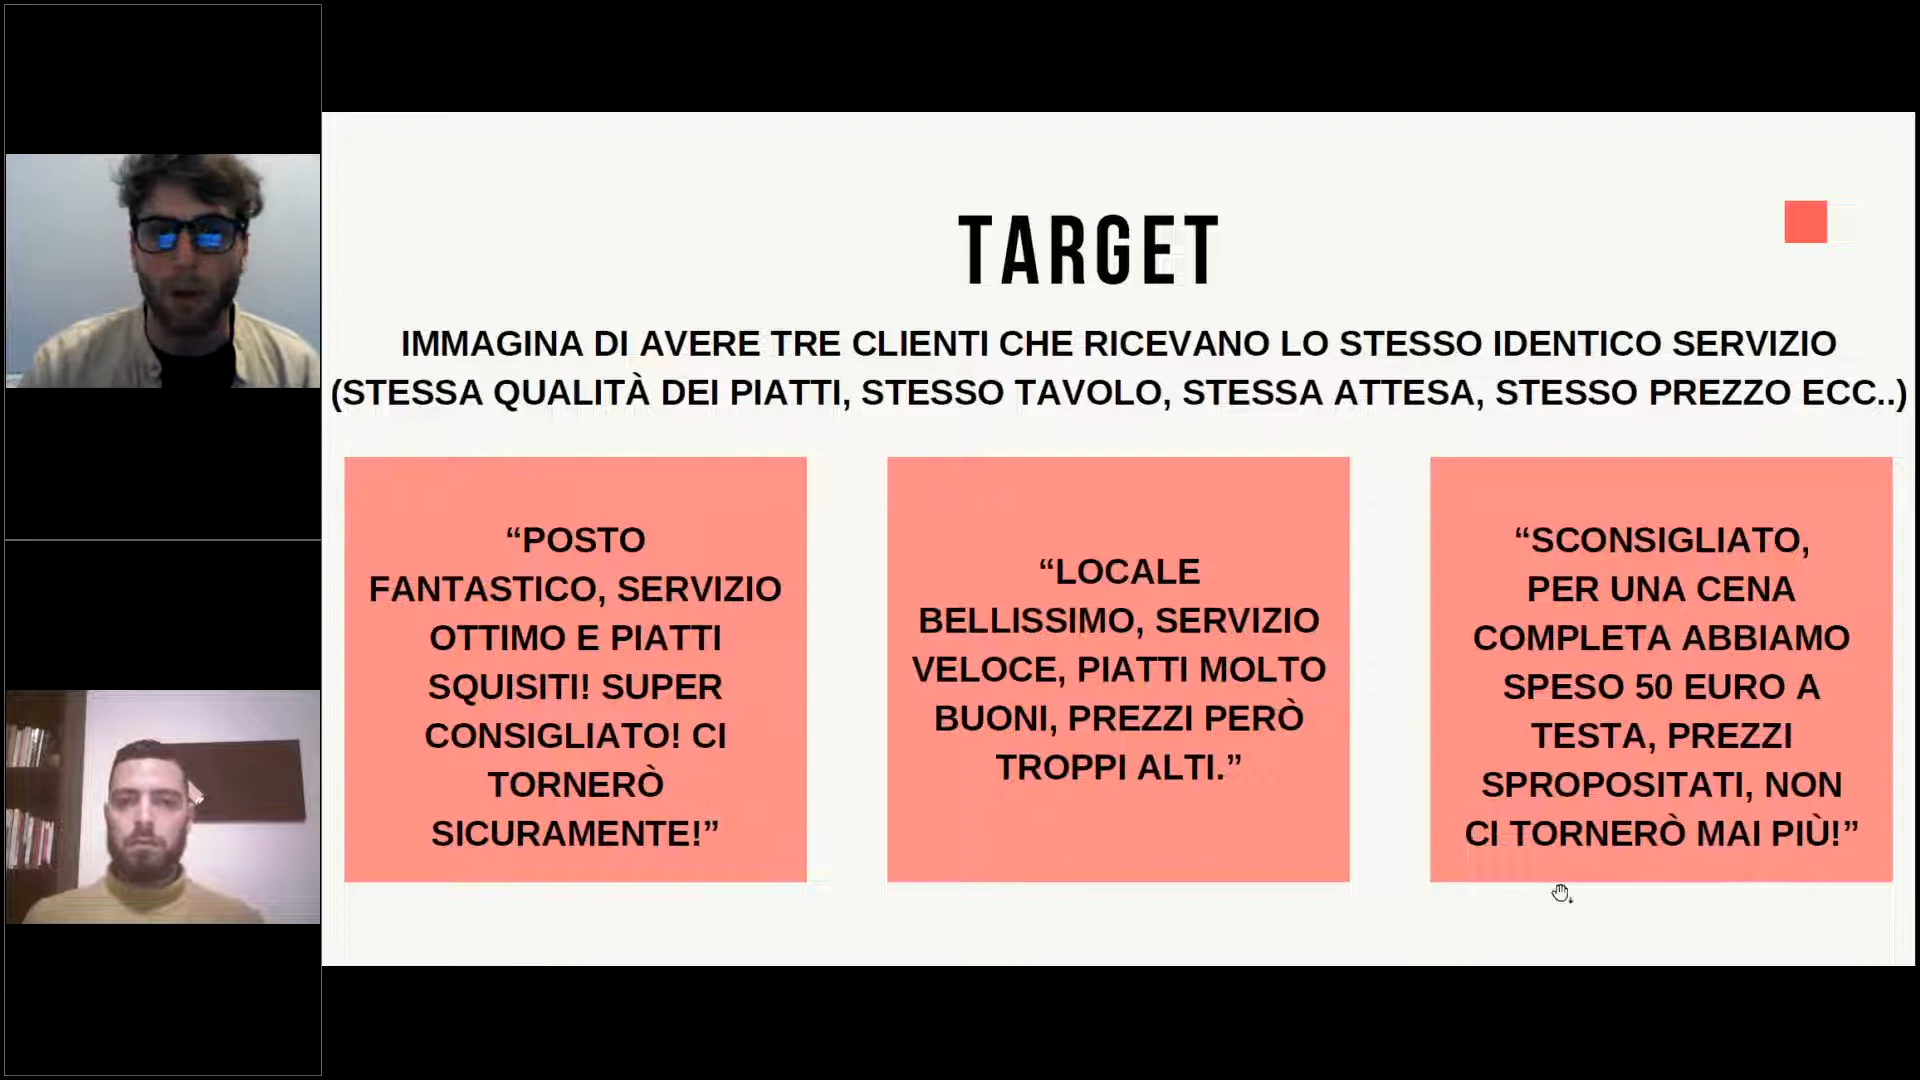 TARGET
IMMAGINA DI AVERE TRE CLIENTI CHE RICEVANO LO STESSO IDENTICO SERVIZIO
(STESSA QUALITÀ DEI PIATTI, STESSO TAVOLO, STESSA ATTESA, STESSO PREZZO ECC..)
“POSTO
FANTASTICO, SERVIZIO
OTTIMO E PIATTI
SQUISITI! SUPER
CONSIGLIATO! CI
TORNERÒ
SICURAMENTE!”
“LOCALE
BELLISSIMO, SERVIZIO
VELOCE, PIATTI MOLTO
BUONI, PREZZI PERÒ
TROPPI ALTI.”
“SCONSIGLIATO,
PER UNA CENA
COMPLETA ABBIAMO
SPESO 50 EURO A
TESTA, PREZZI
SPROPOSITATI, NON
CI TORNERÒ MAI PIÙ!”